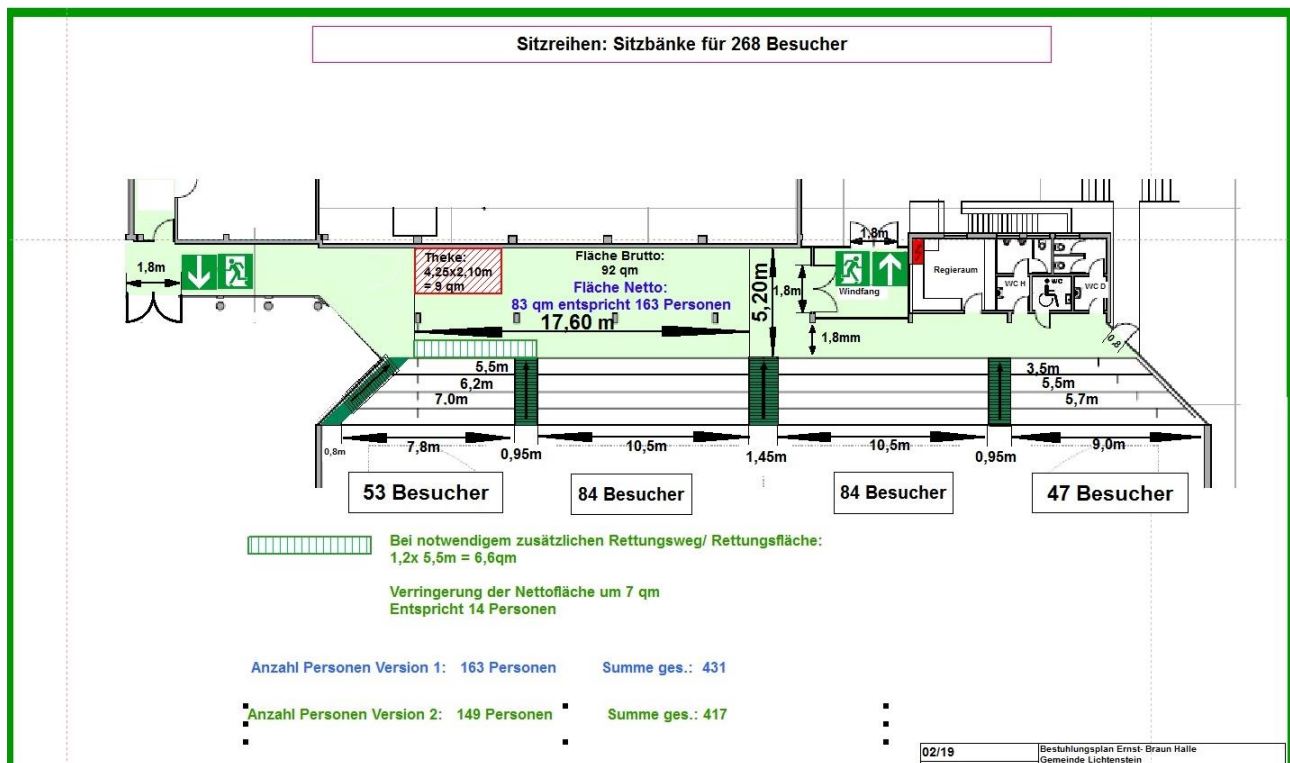 Sitzreihen: Sitzbänke für 268 Besucher
1,8m
Theke:
4,25x2,10m
= 9 qm
Fläche Brutto:
92 qm
Fläche Netto:
83 qm entspricht 163 Personen
17,60 m
5,20m
1,8m
1,8m
Windfang
1,8mm
Regieraum
WC H
WC
WC D
0,8
5,5m
6,2m
7,0m
3,5m
5,5m
5,7m
0,8m
7,8m
0,95m
10,5m
1,45m
10,5m
0,95m
9,0m
53 Besucher
84 Besucher
84 Besucher
47 Besucher
Bei notwendigem zusätzlichen Rettungsweg/ Rettungsfläche:
1,2x 5,5m = 6,6qm
Verringerung der Nettofläche um 7 qm
Entspricht 14 Personen
Anzahl Personen Version 1: 163 Personen Summe ges.: 431
Anzahl Personen Version 2: 149 Personen Summe ges.: 417
02/19
Bestuhlungsplan Ernst- Braun Halle
Gemeinde Lichtenstein